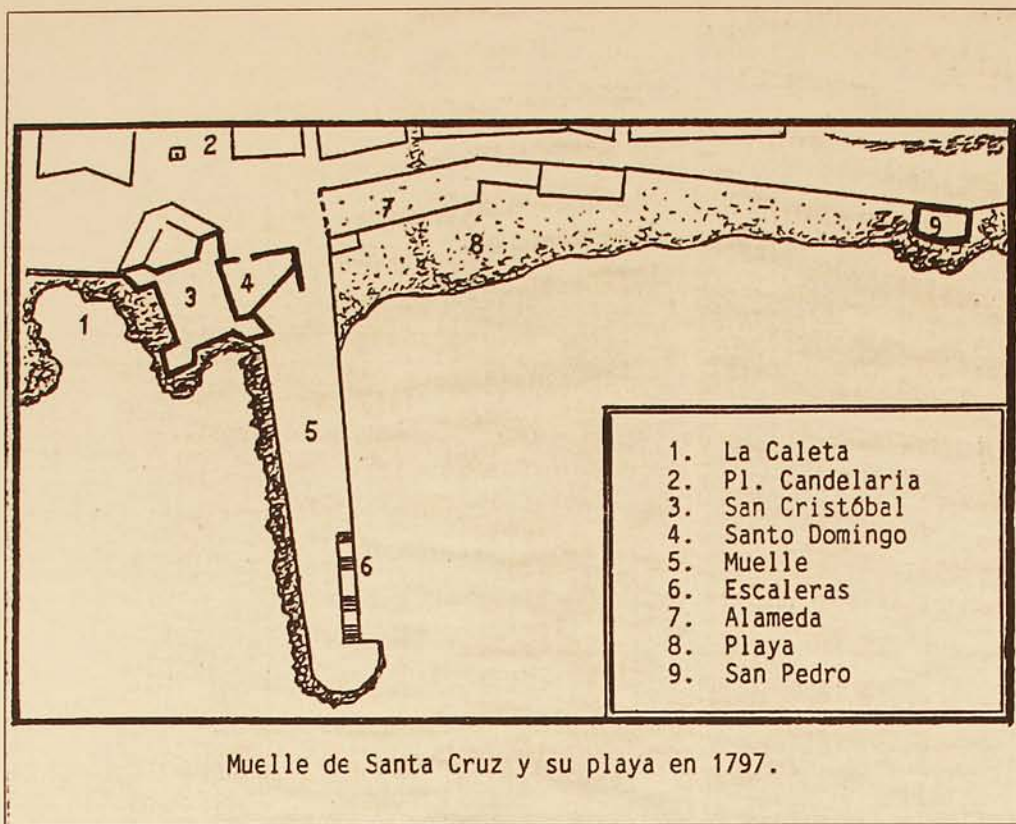 2
7
9
8
3
4
1
5
6
1. La Caleta
2. Pl. Candelaria
3. San Cristóbal
4. Santo Domingo
5. Muelle
6. Escaleras
7. Alameda
8. Playa
9. San Pedro
Muelle de Santa Cruz y su playa en 1797.